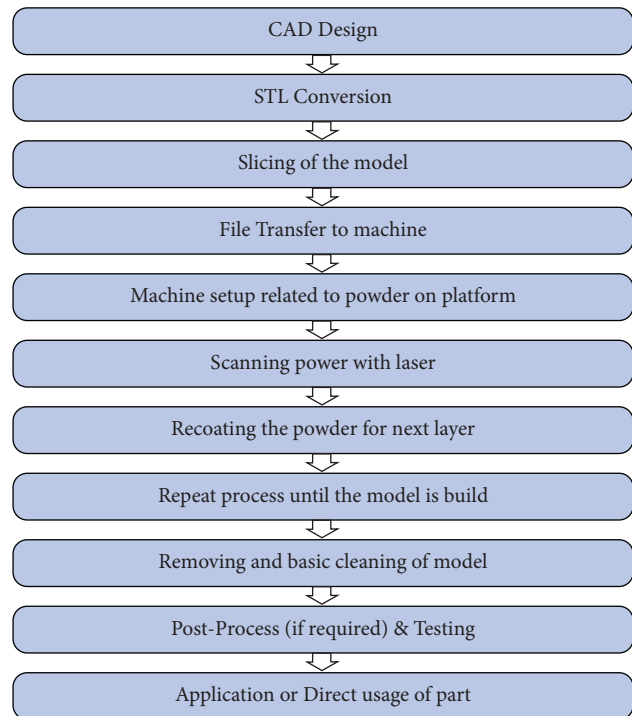 CAD Design
STL Conversion
Slicing of the model
File Transfer to machine
Machine setup related to powder on platform
Scanning power with laser
Recoating the powder for next layer
Repeat process until the model is build
Removing and basic cleaning of model
Post-Process (if required) & Testing
Application or Direct usage of part